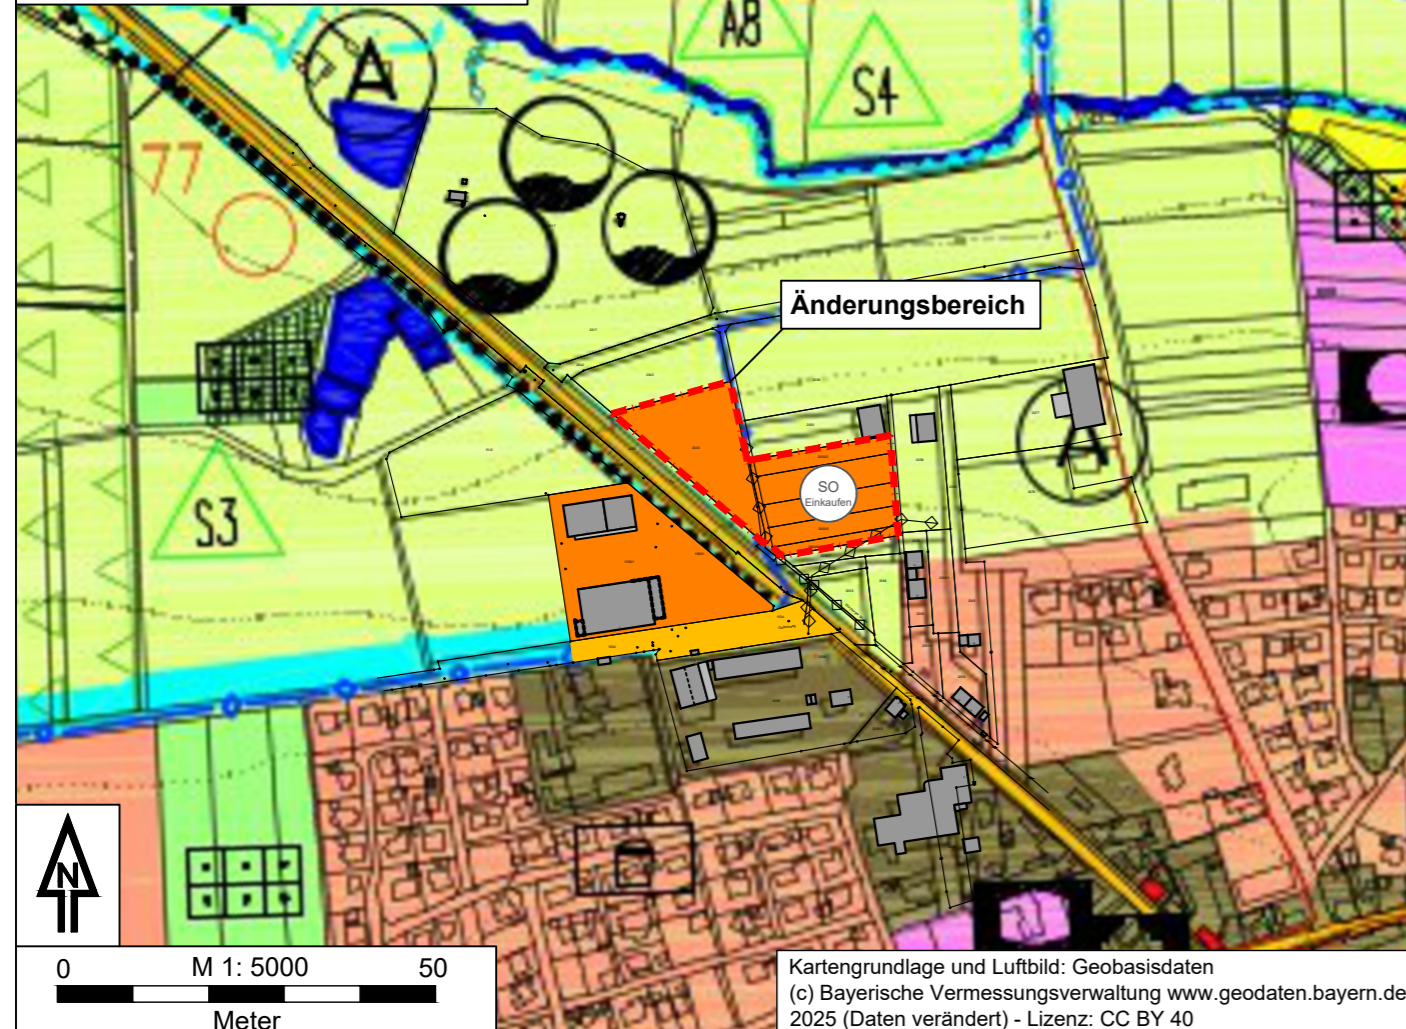 A8
S4
A
77
Änderungsbereich
SO
Einkaufen
A
S3
N
0 M 1: 5000 50
Meter
Kartengrundlage und Luftbild: Geobasisdaten
(c) Bayerische Vermessungsverwaltung www.geodaten.bayern.de
2025 (Daten verändert) - Lizenz: CC BY 40